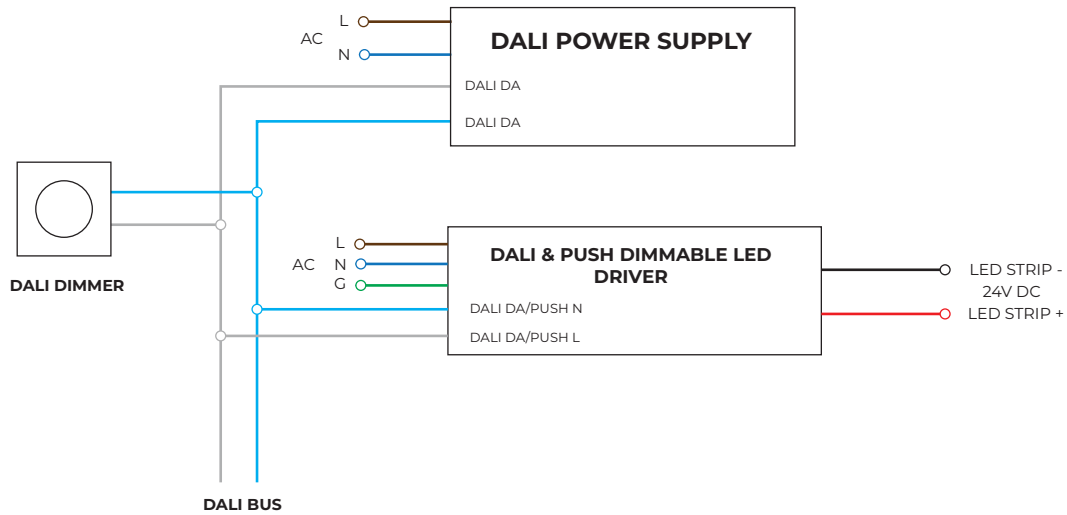 L
AC
N
DALI POWER SUPPLY
DALI DA
DALI DA
DALI DIMMER
L
AC
N
G
DALI & PUSH DIMMABLE LED
DRIVER
DALI DA/PUSH N
DALI DA/PUSH L
LED STRIP -
24V DC
LED STRIP +
DALI BUS